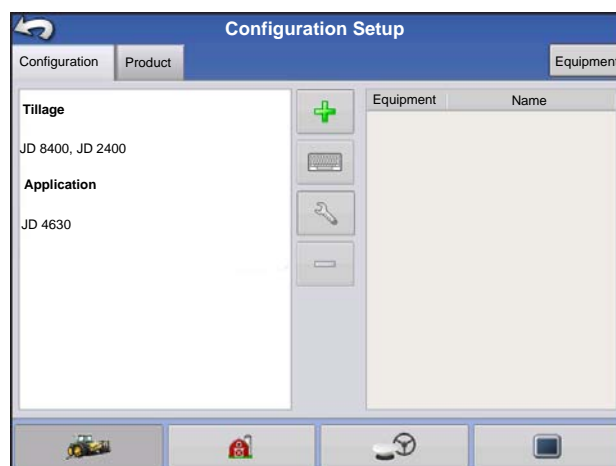 Configuration Setup
Configuration
Product
Equipment
Tillage
JD 8400, JD 2400
Application
JD 4630
Equipment
Name